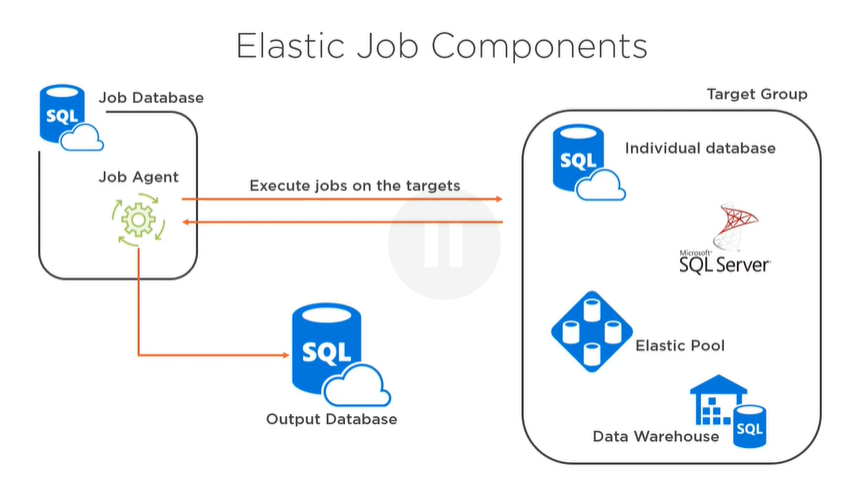 Elastic Job Components
Job Database
SQL
Job Agent
Execute jobs on the targets
SQL
Output Database
Target Group
SQL
Individual database
Microsoft
SQL Server
Elastic Pool
Data Warehouse
SQL